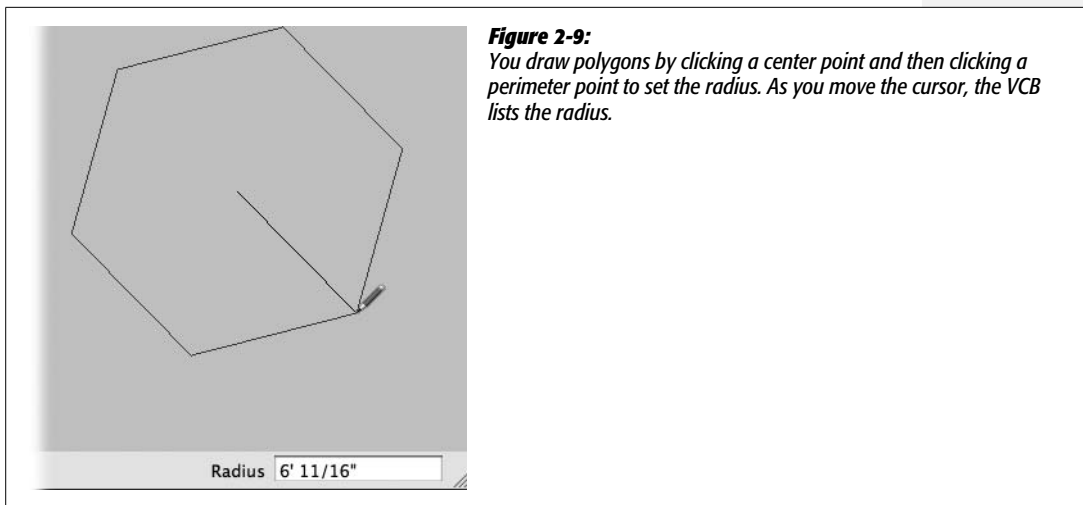 Figure 2-9:
You draw polygons by clicking a center point and then clicking a
perimeter point to set the radius. As you move the cursor, the VCB
lists the radius.
Radius 6' 11/16"